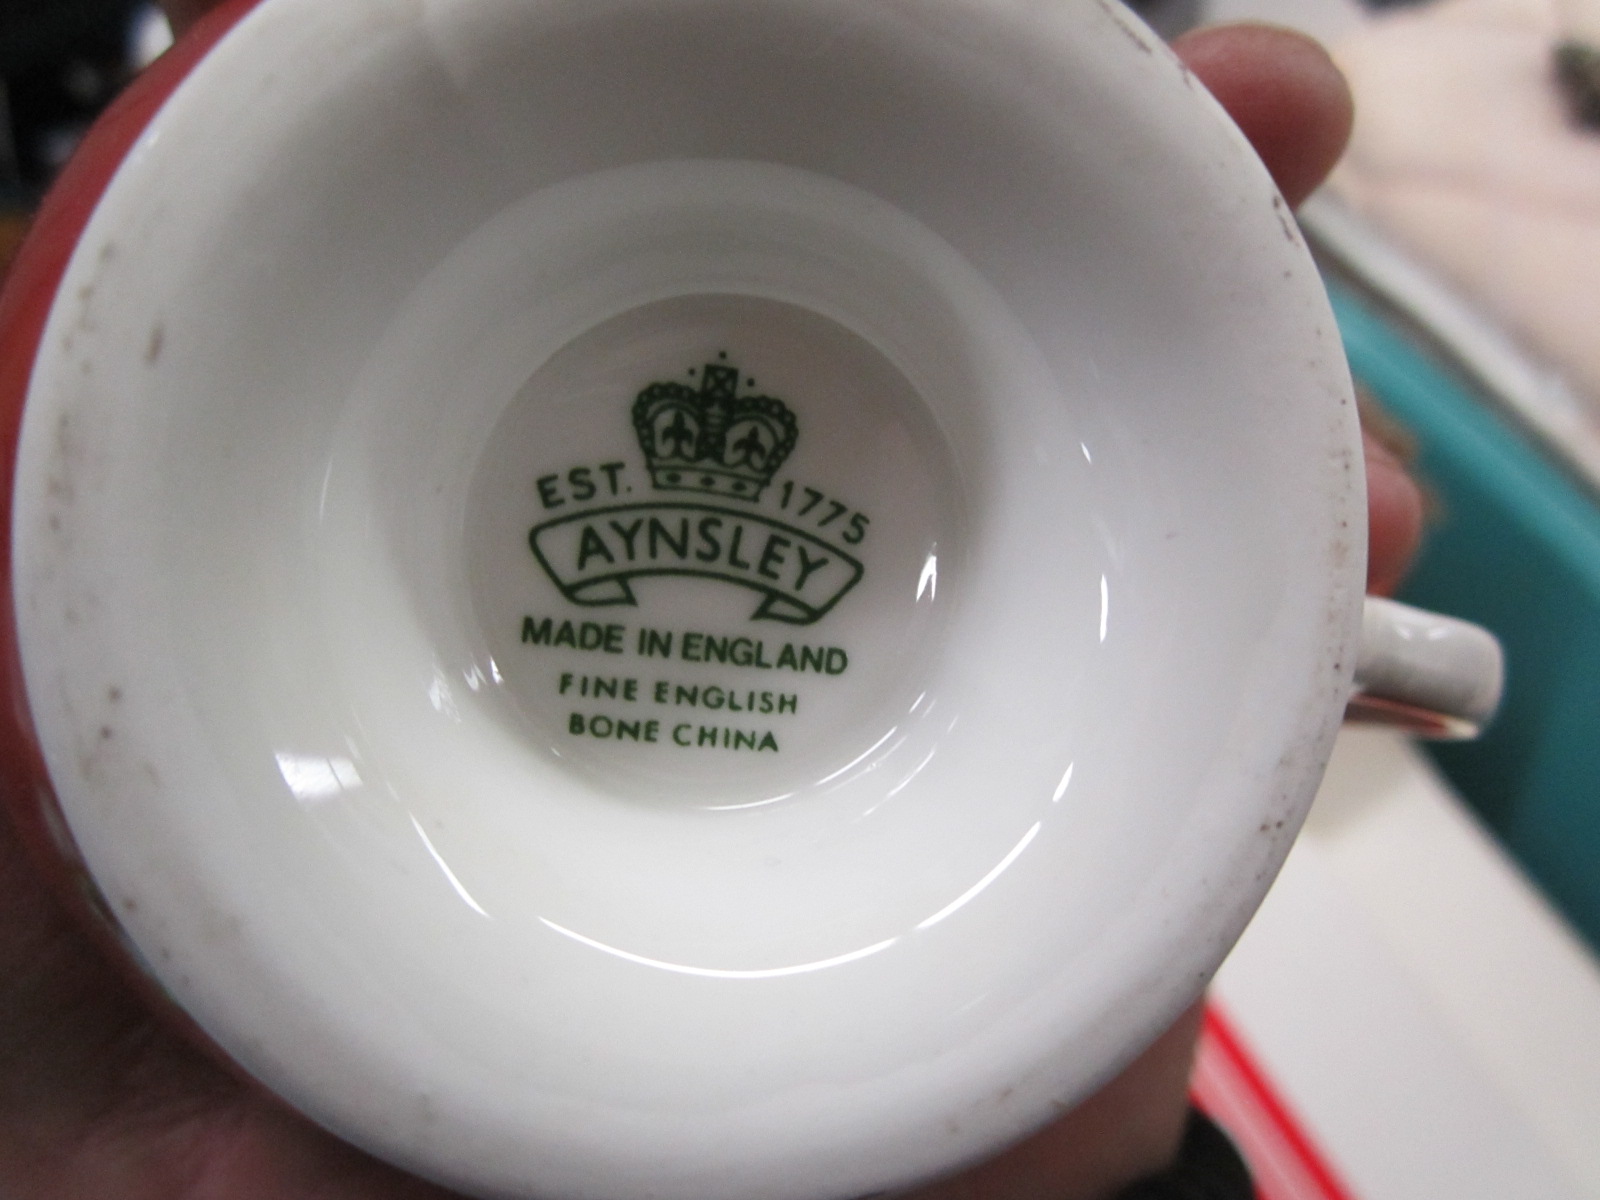 EST. 1775
AYNSLEY
MADE IN ENGLAND
FINE ENGLISH
BONE CHINA